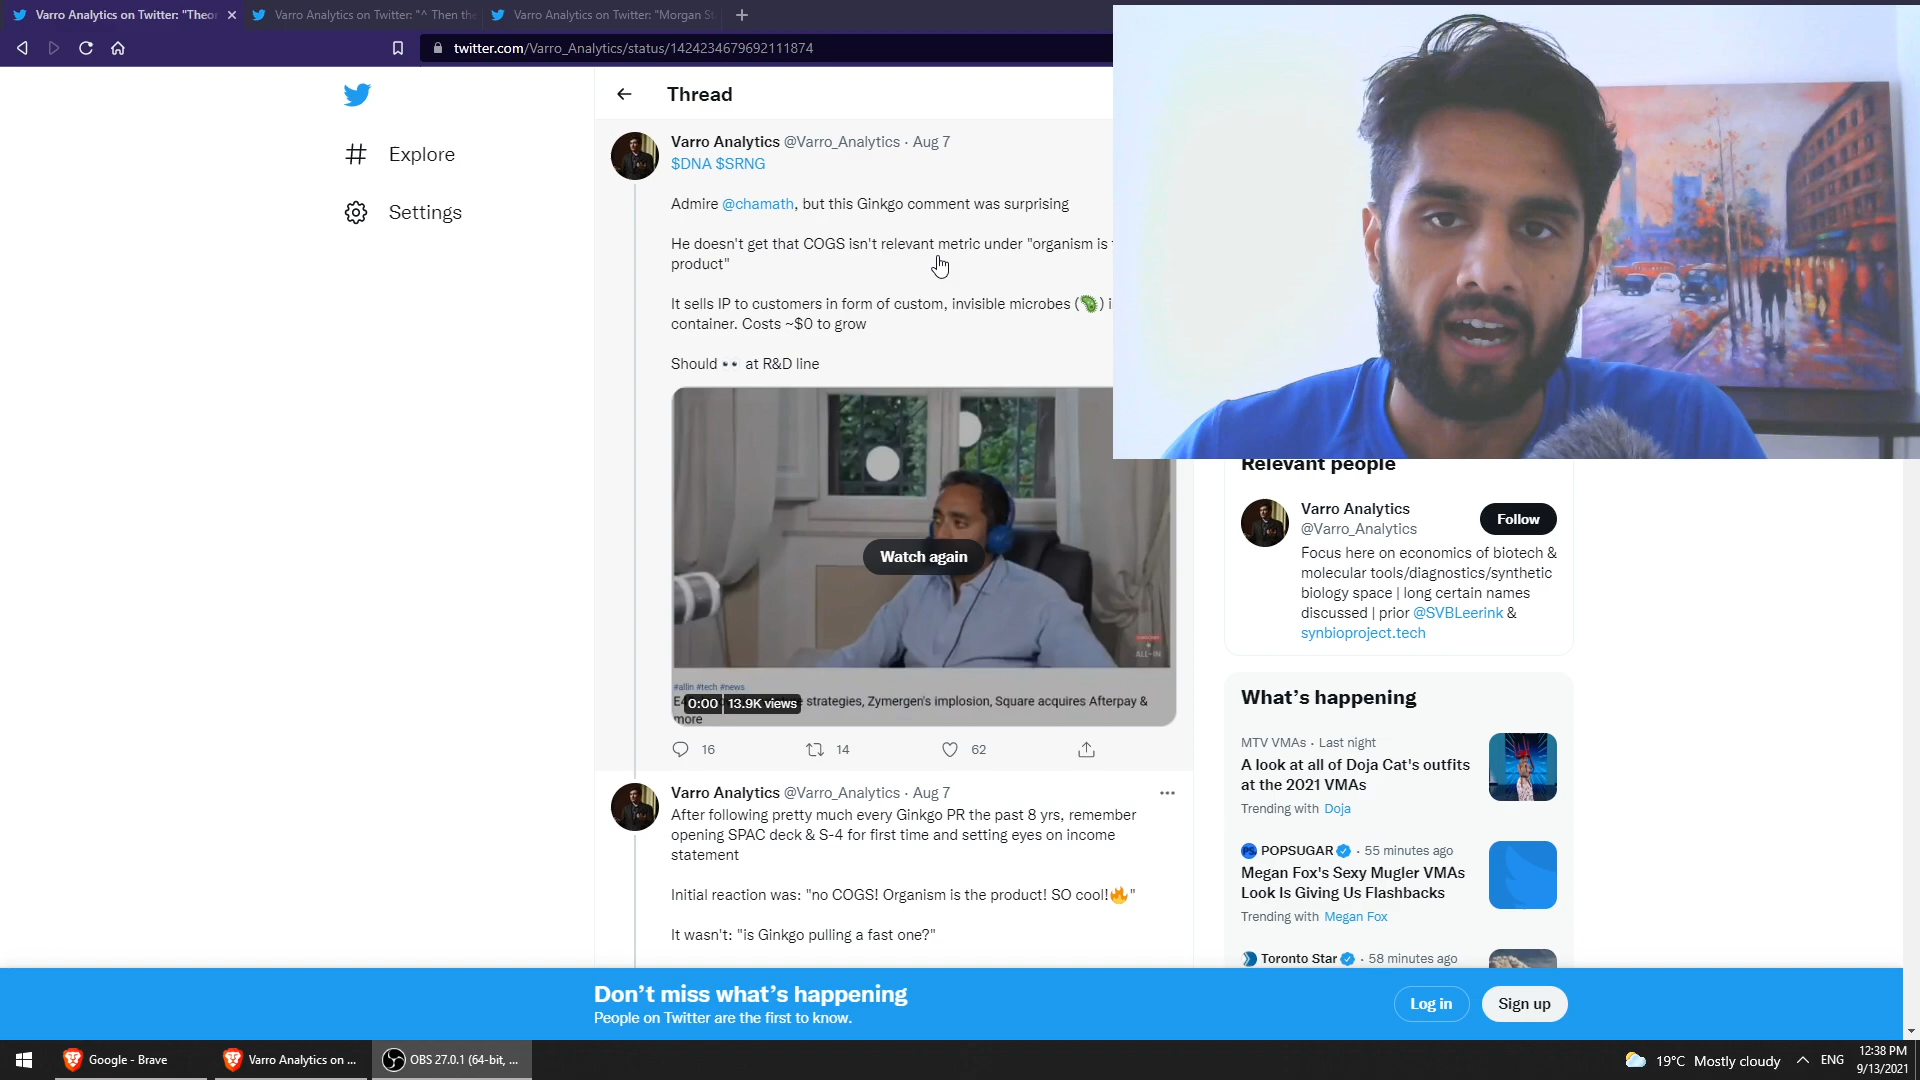 Varro Analytics on Twitter: "Theor
Varro Analytics on Twitter: "^ Then the
Varro Analytics on Twitter: "Morgan S
twitter.com/Varro_Analytics/status/1424234679692111874
Explore
Settings
Thread
Varro Analytics @Varro_Analytics · Aug 7
$DNA $SRNG
Admire @chamath, but this Ginkgo comment was surprising
He doesn't get that COGS isn't relevant metric under "organism is
product"
It sells IP to customers in form of custom, invisible microbes (🦠) i
container. Costs ~$0 to grow
Should 👀 at R&D line
Watch again
ALL-IN
#allin #tech #news
0:00 13.9K views
strategies, Zymergen's implosion, Square acquires Afterpay &
more
16
14
62
Varro Analytics @Varro_Analytics · Aug 7
After following pretty much every Ginkgo PR the past 8 yrs, remember
opening SPAC deck & S-4 for first time and setting eyes on income
statement
Initial reaction was: "no COGS! Organism is the product! SO cool!🔥"
It wasn't: "is Ginkgo pulling a fast one?"
Relevant people
Varro Analytics
@Varro_Analytics
Follow
Focus here on economics of biotech &
molecular tools/diagnostics/synthetic
biology space | long certain names
discussed | prior @SVBLeerink &
synbioproject.tech
What's happening
MTV VMAs · Last night
A look at all of Doja Cat's outfits
at the 2021 VMAs
Trending with Doja
POPSUGAR · 55 minutes ago
Megan Fox's Sexy Mugler VMAs
Look Is Giving Us Flashbacks
Trending with Megan Fox
Toronto Star · 58 minutes ago
Don't miss what's happening
People on Twitter are the first to know.
Log in
Sign up
Google - Brave
Varro Analytics on ...
OBS 27.0.1 (64-bit, ...
19°C Mostly cloudy
ENG
12:38 PM
9/13/2021